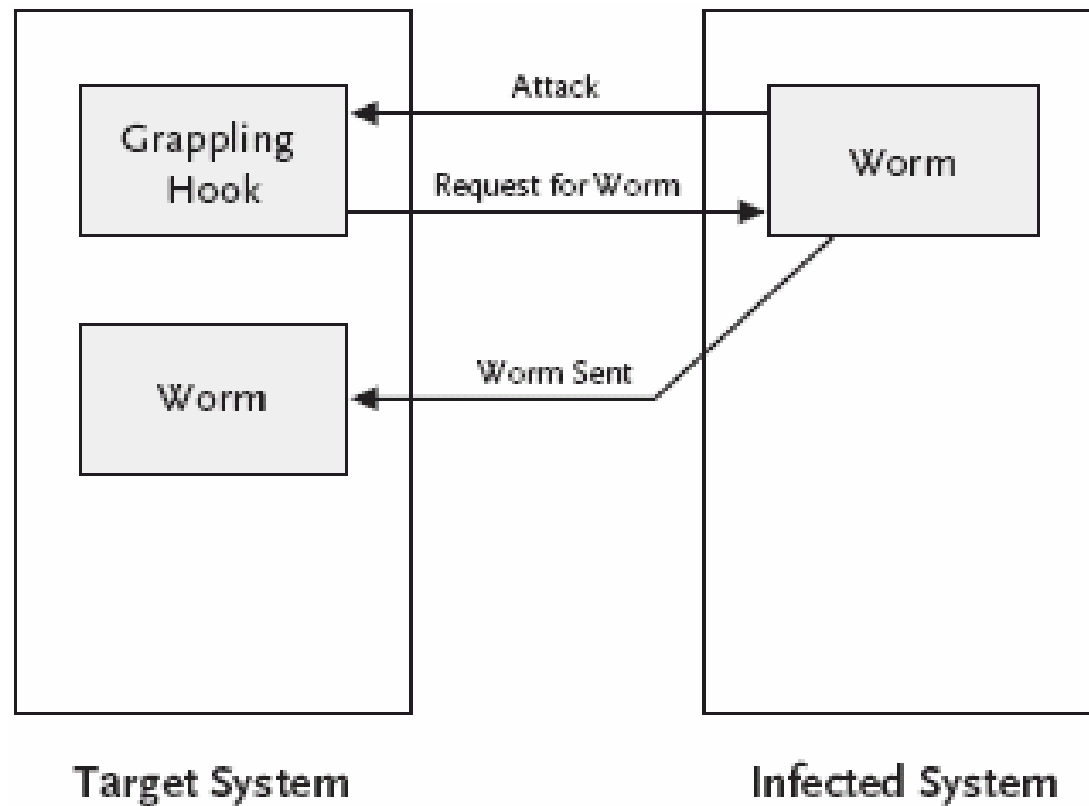 Attack
Grappling
Hook
Worm
Request for Worm
Worm Sent
Worm
Target System
Infected System